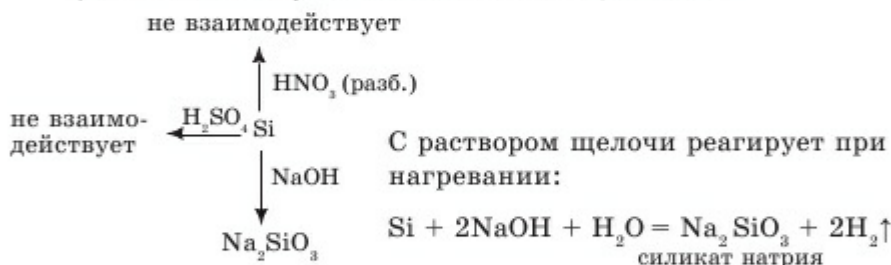 не взаимодействует
HNO₃ (разб.)
не взаимо-
действует
H₂SO₄ Si
NaOH
Na₂SiO₃
С раствором щелочи реагирует при
нагревании:
Si + 2NaOH + H₂O = Na₂SiO₃ + 2H₂↑
силикат натрия